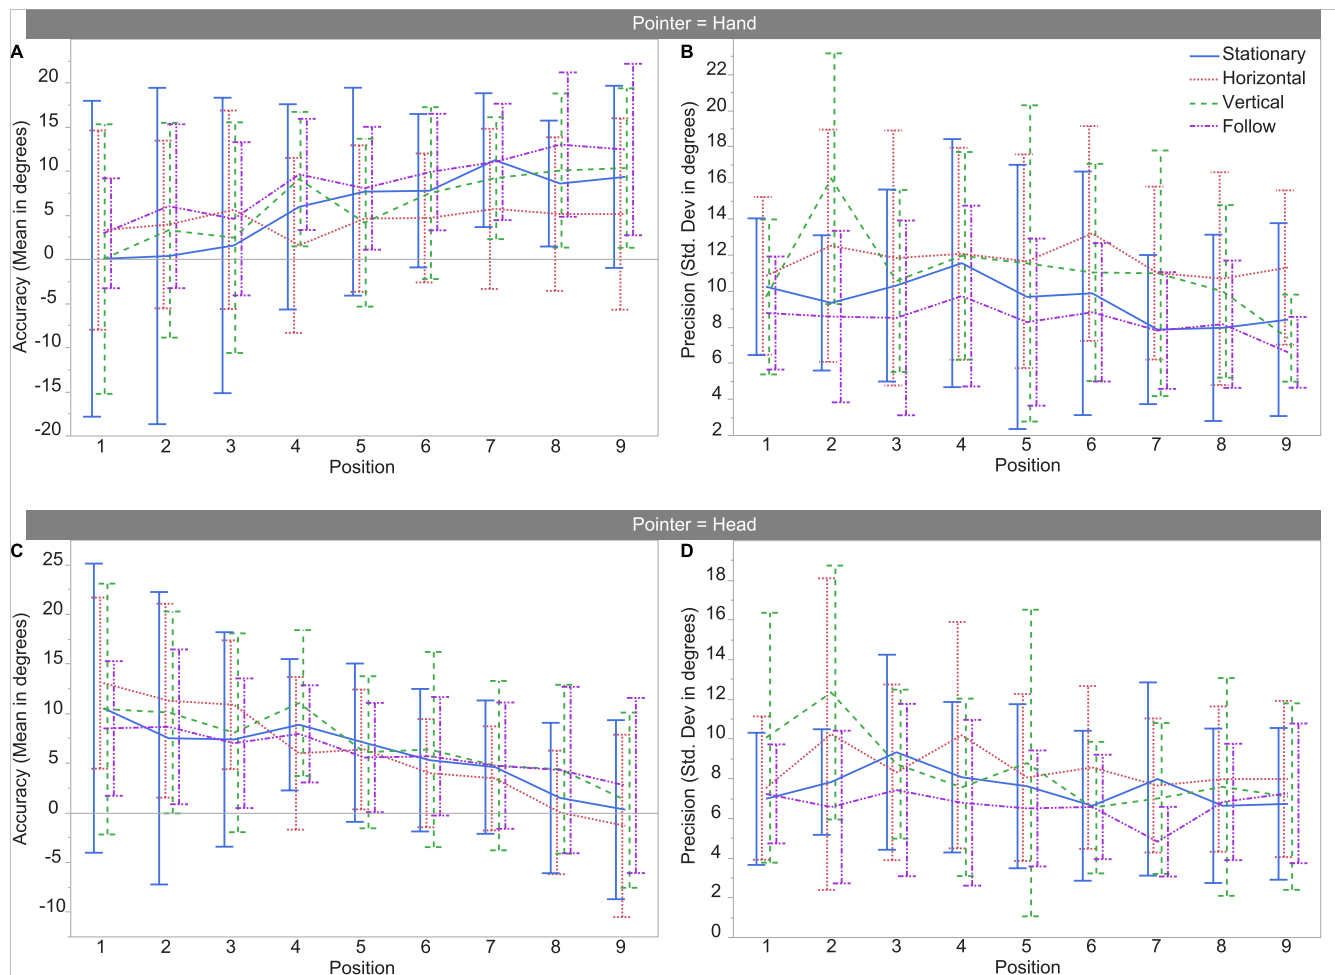 Pointer = Hand
A
Accuracy (Mean in degrees)
20
15
10
5
0
-5
-10
-15
-20
1 2 3 4 5 6 7 8 9
Position
B
Stationary
Horizontal
Vertical
Follow
Precision (Std. Dev in degrees)
22
20
18
16
14
12
10
8
6
4
2
1 2 3 4 5 6 7 8 9
Position
Pointer = Head
C
Accuracy (Mean in degrees)
25
20
15
10
5
0
-5
-10
1 2 3 4 5 6 7 8 9
Position
D
Precision (Std. Dev in degrees)
18
16
14
12
10
8
6
4
2
0
1 2 3 4 5 6 7 8 9
Position